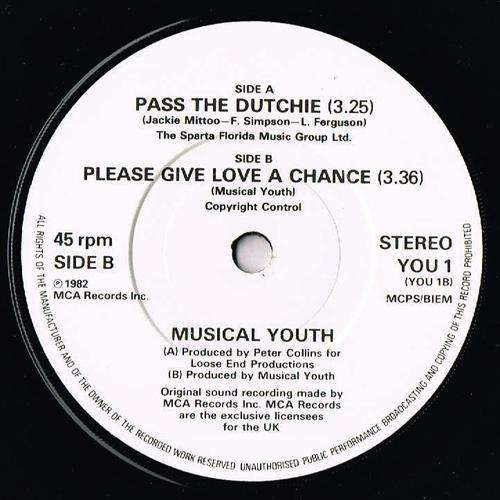 SIDE A
PASS THE DUTCHIE (3.25)
(Jackie Mittoo—F. Simpson—L. Ferguson)
The Sparta Florida Music Group Ltd.
SIDE B
PLEASE GIVE LOVE A CHANCE (3.36)
(Musical Youth)
Copyright Control
45 rpm
SIDE B
℗ 1982
MCA Records Inc.
STEREO
YOU 1
(YOU 1B)
MCPS/BIEM
MUSICAL YOUTH
(A) Produced by Peter Collins for
Loose End Productions
(B) Produced by Musical Youth
Original sound recording made by
MCA Records Inc. MCA Records
are the exclusive licensees
for the UK
ALL RIGHTS OF THE MANUFACTURER AND OF THE OWNER OF THE RECORDED WORK RESERVED UNAUTHORISED PUBLIC PERFORMANCE BROADCASTING AND COPYING OF THIS RECORD PROHIBITED